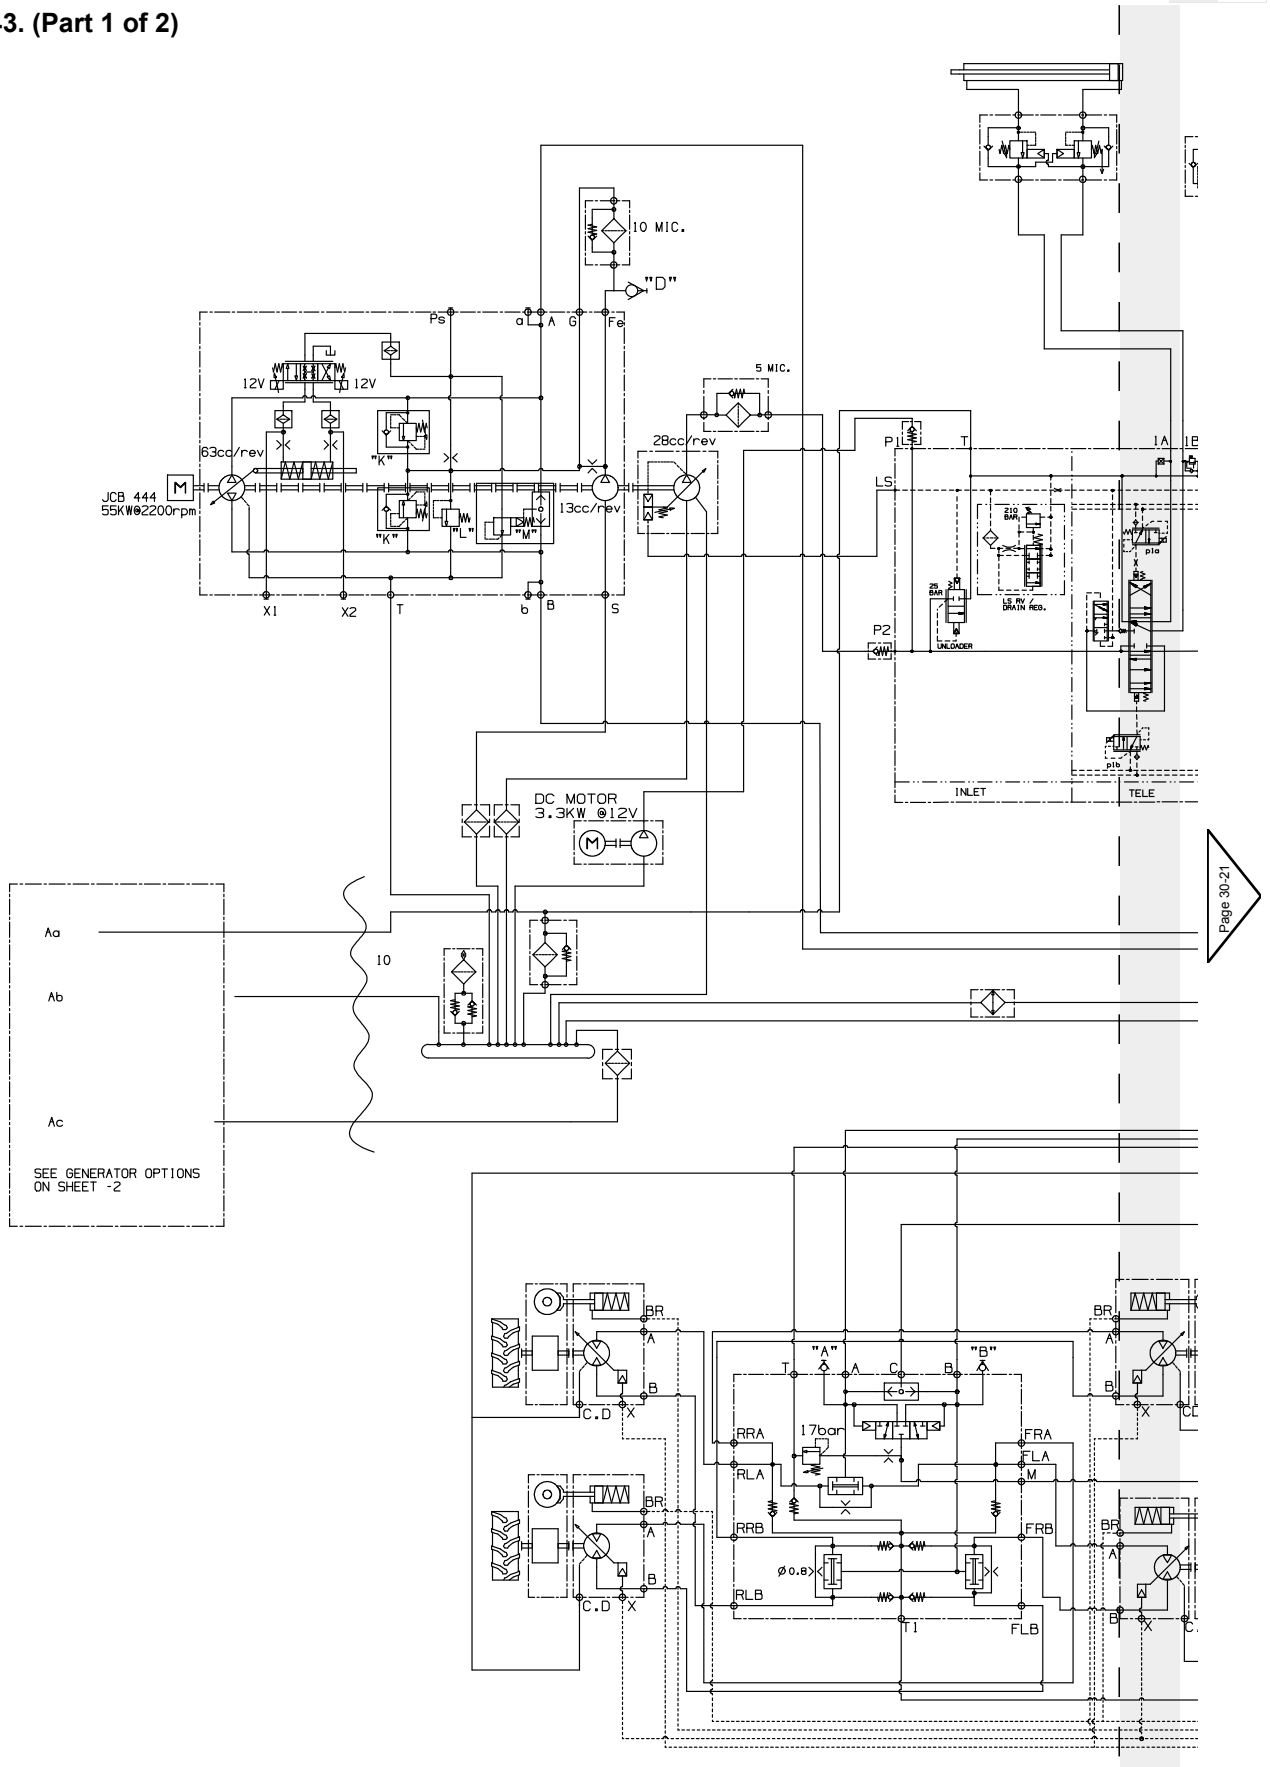 3. (Part 1 of 2)
10 MIC.
"D"
Ps
a
A
G
Fe
5 MIC.
12V
12V
63cc/rev
28cc/rev
P1
T
1A
1B
"K"
LS
JCB 444
55KW@2200rpm
M
13cc/rev
210
BAR
p1a
"K"
"L"
"M"
25
BAR
LS RV /
DRAIN REG.
X1
X2
T
b
B
S
P2
UNLOADER
p1b
INLET
TELE
DC MOTOR
3.3KW @12V
M
Page 30-21
Aa
10
Ab
Ac
SEE GENERATOR OPTIONS
ON SHEET -2
BR
A
B
C.D
X
"A"
"B"
T
A
C
B
a
BR
A
B
X
CD
17bar
RRA
FRA
RLA
FLA
M
BR
A
B
C.D
X
RRB
FRB
Ø0.8
RLB
T1
FLB
BR
A
B
X
C